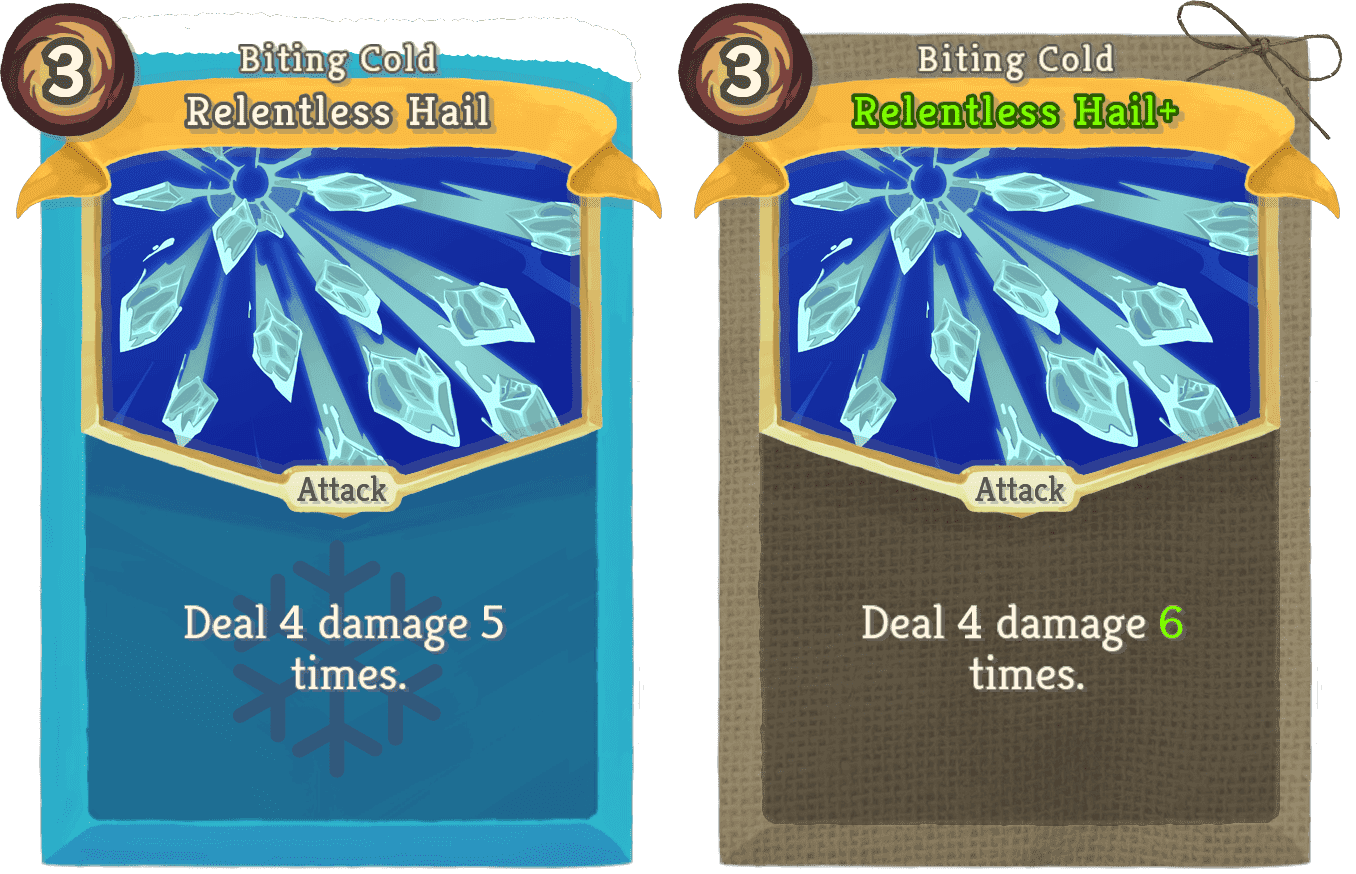 3
Biting Cold
Relentless Hail
Attack
Deal 4 damage 5
times.
3
Biting Cold
Relentless Hail+
Attack
Deal 4 damage 6
times.